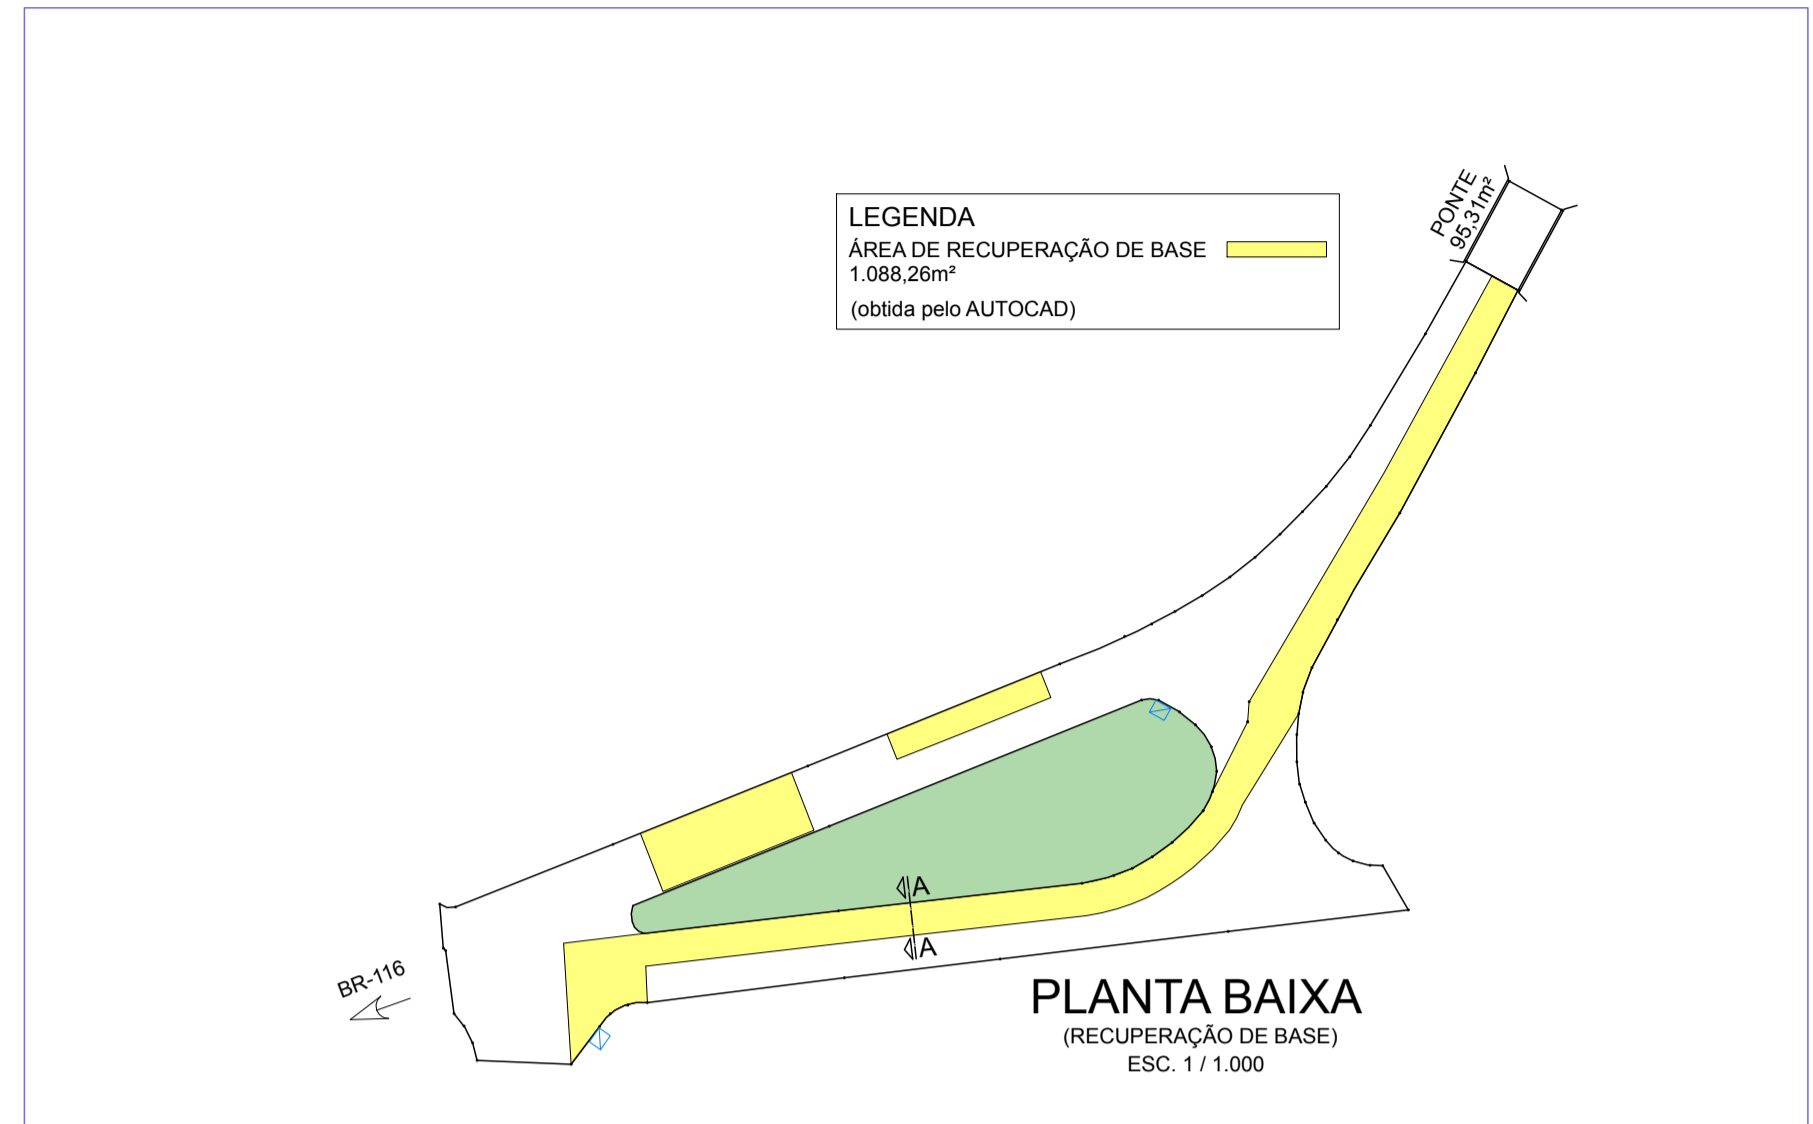 LEGENDA
ÁREA DE RECUPERAÇÃO DE BASE
1.088,26m²
(obtida pelo AUTOCAD)
PONTE
95,31m²
A
A
BR-116
PLANTA BAIXA
(RECUPERAÇÃO DE BASE)
ESC. 1 / 1.000